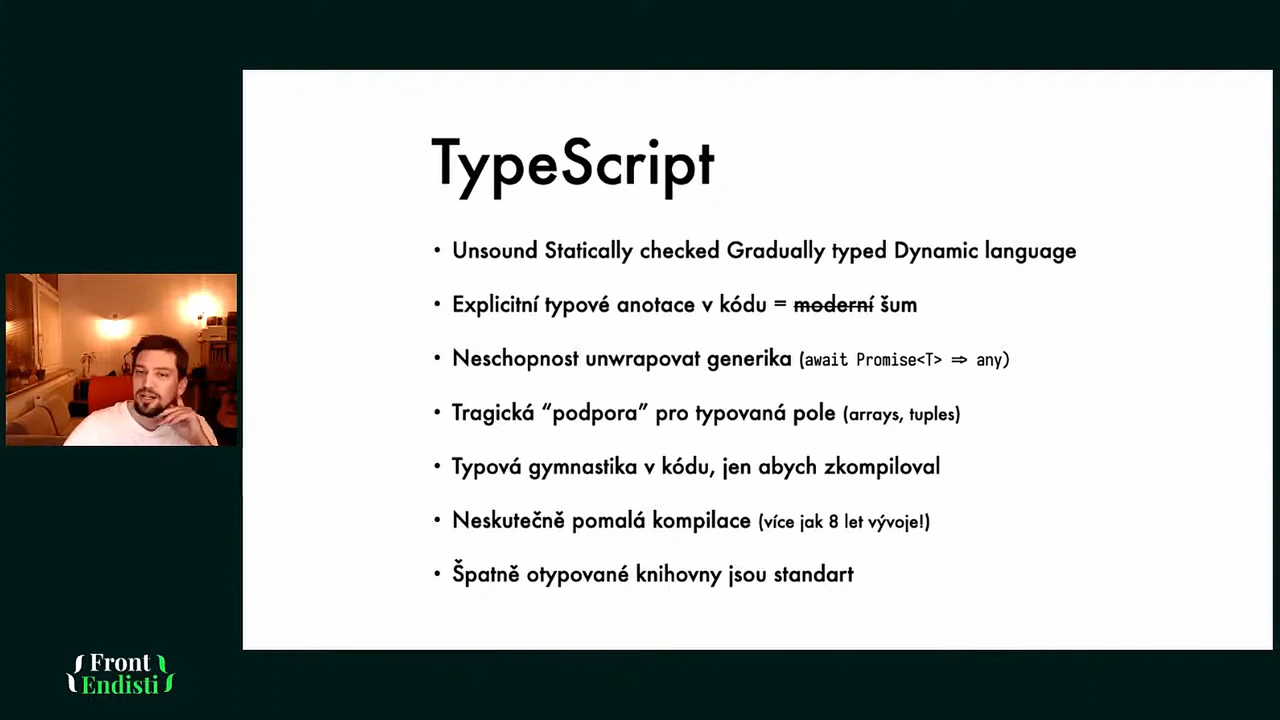 TypeScript
• Unsound Statically checked Gradually typed Dynamic language
• Explicitní typové anotace v kódu = moderní šum
• Neschopnost unwrapovat generika (await Promise<T> ⇒ any)
• Tragická “podpora” pro typovaná pole (arrays, tuples)
• Typová gymnastika v kódu, jen abych zkompiloval
• Neskutečně pomalá kompilace (více jak 8 let vývoje!)
• Špatně otypované knihovny jsou standart
{ Front }
{ Endisti }